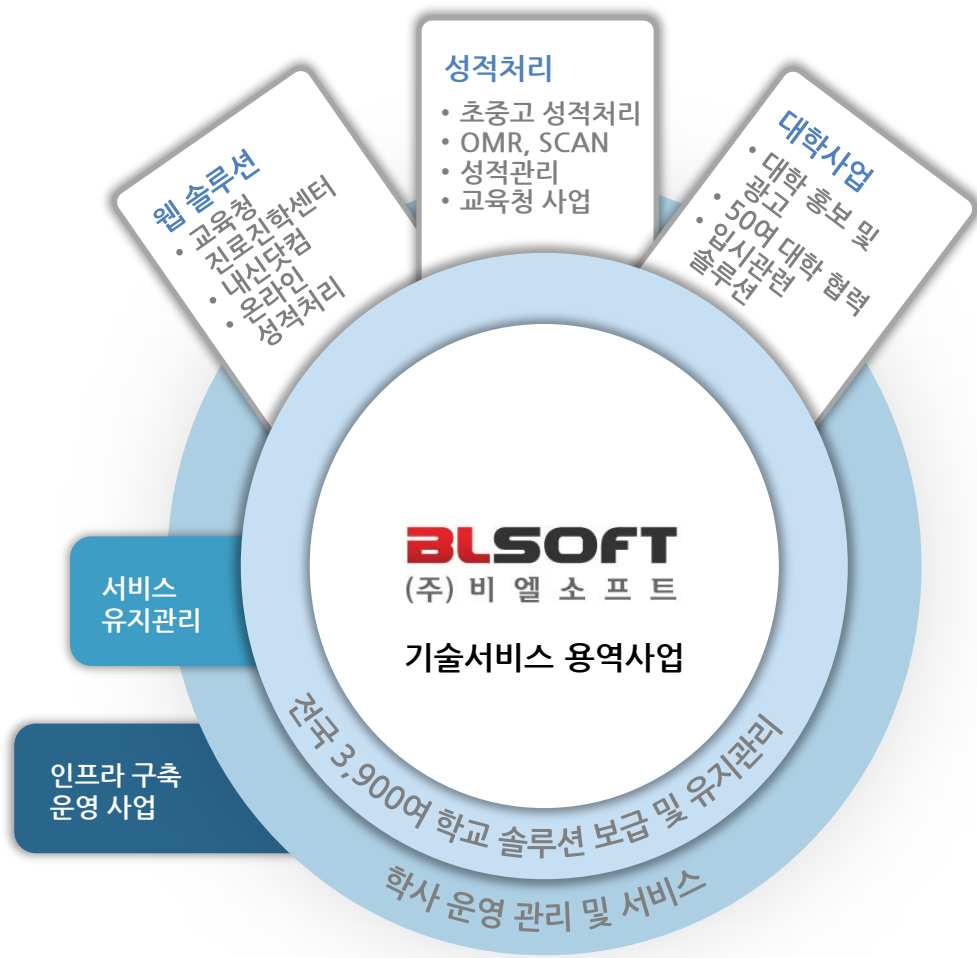 성적처리
• 초중고 성적처리
• OMR, SCAN
• 성적관리
• 교육청 사업
웹 솔루션
• 교육청
진로진학센터
• 내신닷컴
• 온라인
성적처리
대학사업
• 대학 홍보 및
광고
• 50여 대학 협력
• 입시관련
솔루션
BLSOFT
(주) 비 엘 소 프 트
기술서비스 용역사업
서비스
유지관리
인프라 구축
운영 사업
전국 3,900여 학교 솔루션 보급 및 유지관리
학사 운영 관리 및 서비스